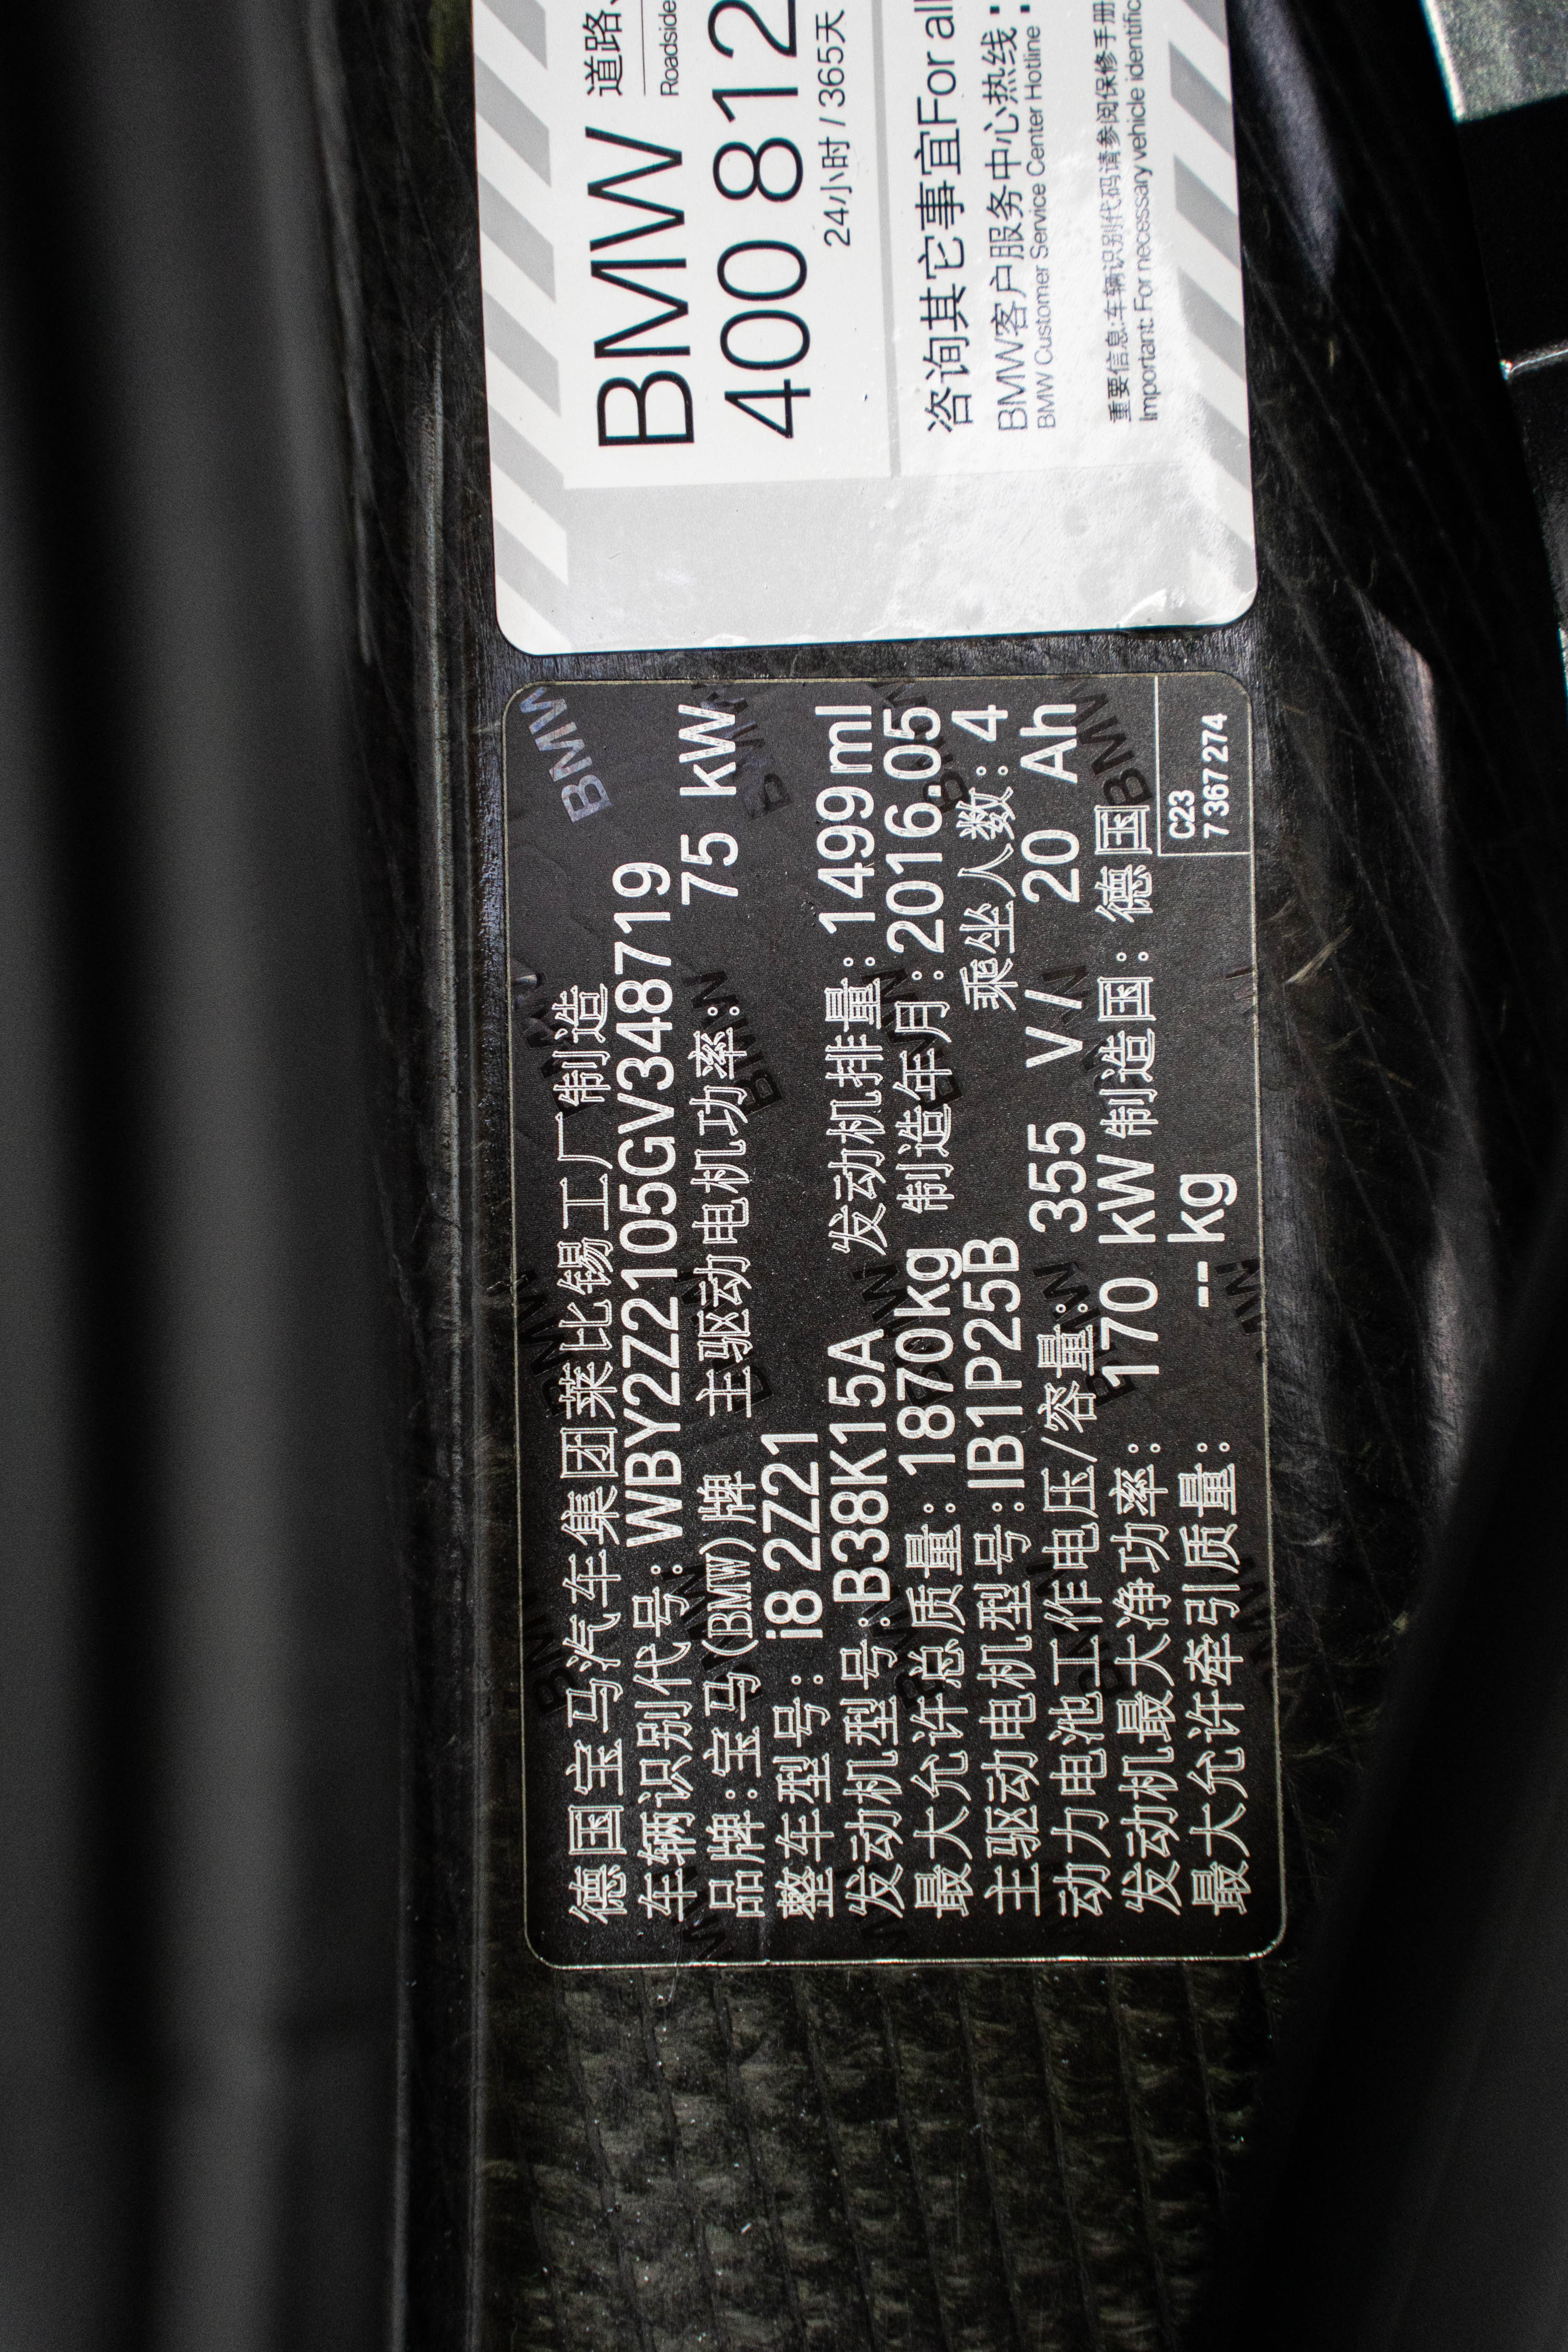 BMW 道路
Roadside
400 812
24小时 / 365天
咨询其它事宜For all
BMW客户服务中心热线：
BMW Customer Service Center Hotline
重要信息:车辆识别代码请参阅保修手册
Important: For necessary vehicle identific
德国宝马汽车集团莱比锡工厂制造
车辆识别代号：WBY2Z2105GV348719
品牌：宝马(BMW)牌 主驱动电机功率： 75 kW
整车型号：i8 2Z21
发动机型号：B38K15A 发动机排量：1499 ml
最大允许总质量：1870 kg 制造年月：2016.05
主驱动电机型号：IB1P25B 乘坐人数：4
动力电池工作电压/容量： 355 V / 20 Ah
发动机最大净功率： 170 kW 制造国：德国
最大允许牵引质量： -- kg
C23
7 367 274